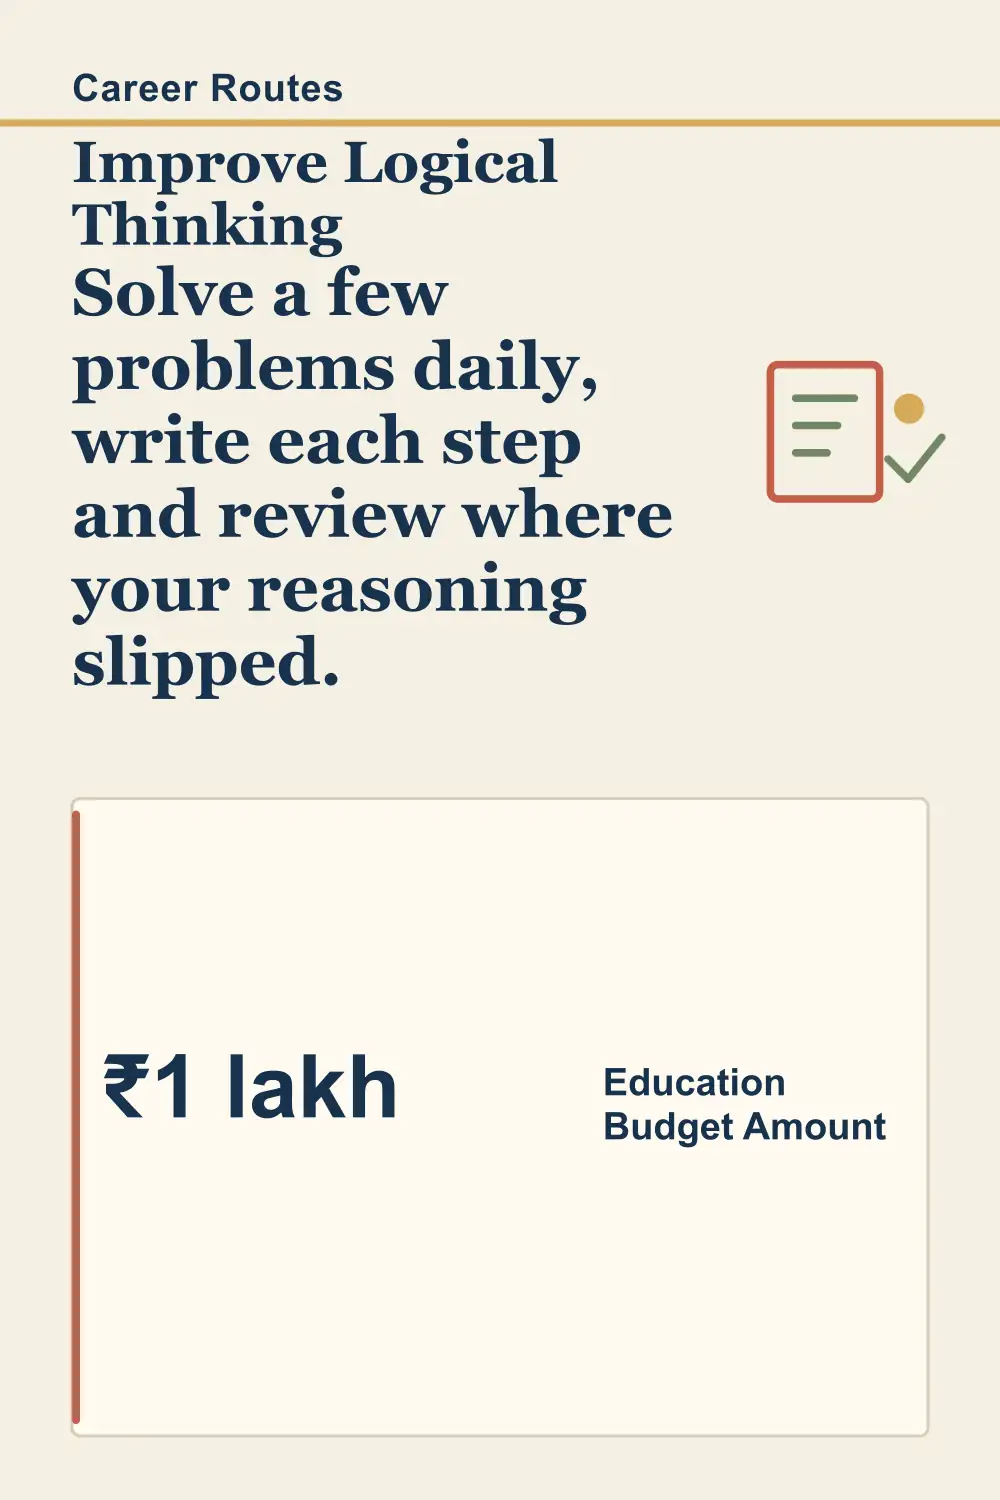 Career Routes
Improve Logical
Thinking
Solve a few
problems daily,
write each step
and review where
your reasoning
slipped.
₹1 lakh
Education
Budget Amount